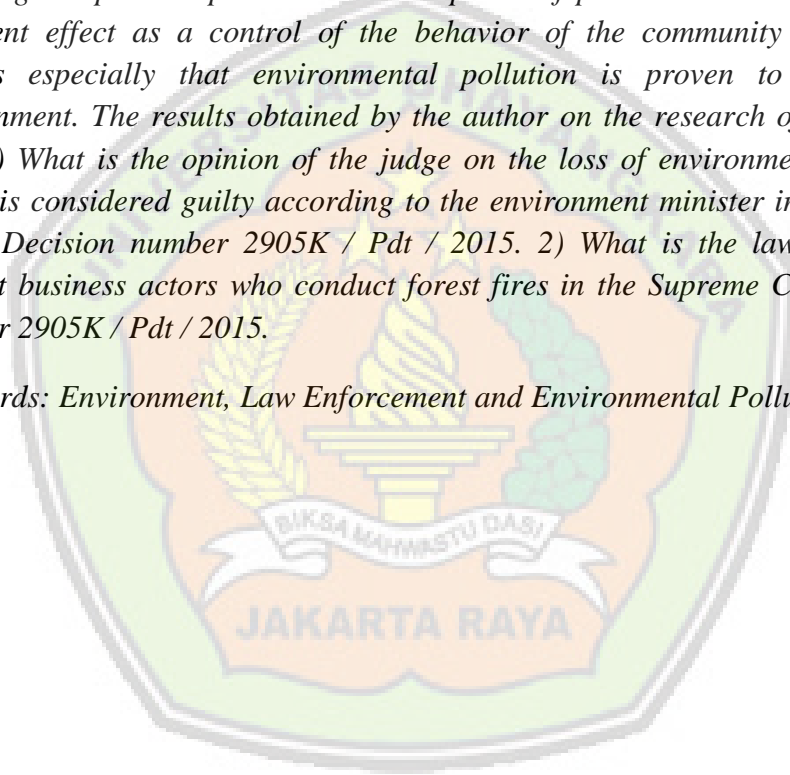 ent effect as a control of the behavior of the community
s especially that environmental pollution is proven to
nment. The results obtained by the author on the research o
) What is the opinion of the judge on the loss of environme
is considered guilty according to the environment minister in
Decision number 2905K / Pdt / 2015. 2) What is the law
t business actors who conduct forest fires in the Supreme C
r 2905K / Pdt / 2015.
rds: Environment, Law Enforcement and Environmental Pollu
UNIVERSITAS BHAYANGKARA
BIKSA MAHWASTU DASI
JAKARTA RAYA